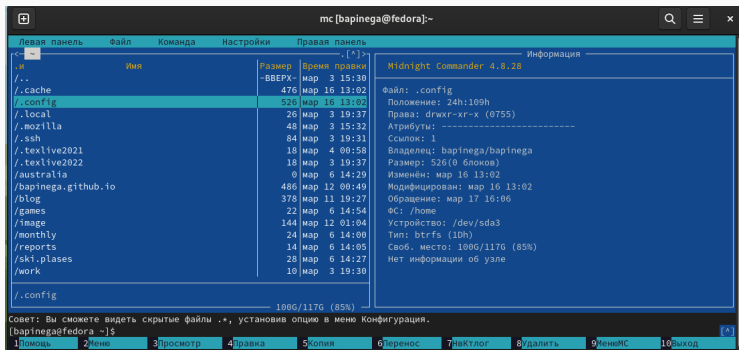 mc [bapinega@fedora]:~
Левая панель Файл Команда Настройки Правая панель
<— ~ .[^]>
.и Имя Размер Время правки
/.. -ВВЕРХ- мар 3 15:30
/.cache 476 мар 16 13:02
/.config 526 мар 16 13:02
/.local 26 мар 3 19:37
/.mozilla 48 мар 3 15:32
/.ssh 84 мар 3 19:31
/.texlive2021 18 мар 4 00:58
/.texlive2022 18 мар 3 19:37
/australia 0 мар 6 14:29
/bapinega.github.io 486 мар 12 00:49
/blog 378 мар 11 19:27
/games 22 мар 6 14:54
/image 144 мар 12 01:04
/monthly 24 мар 6 14:00
/reports 14 мар 6 14:05
/ski.plases 28 мар 6 14:27
/work 10 мар 3 19:30
/.config
100G/117G (85%)
Информация
Midnight Commander 4.8.28
Файл: .config
Положение: 24h:109h
Права: drwxr-xr-x (0755)
Атрибуты: ------------------------
Ссылок: 1
Владелец: bapinega/bapinega
Размер: 526(0 блоков)
Изменён: мар 16 13:02
Модифицирован: мар 16 13:02
Обращение: мар 17 16:06
ФС: /home
Устройство: /dev/sda3
Тип: btrfs (1Dh)
Своб. место: 100G/117G (85%)
Нет информации об узле
Совет: Вы сможете видеть скрытые файлы .*, установив опцию в меню Конфигурация.
[bapinega@fedora ~]$ [^]
1Помощь 2Меню 3Просмотр 4Правка 5Копия 6Перенос 7НвКтлог 8Удалить 9МенюMC 10Выход